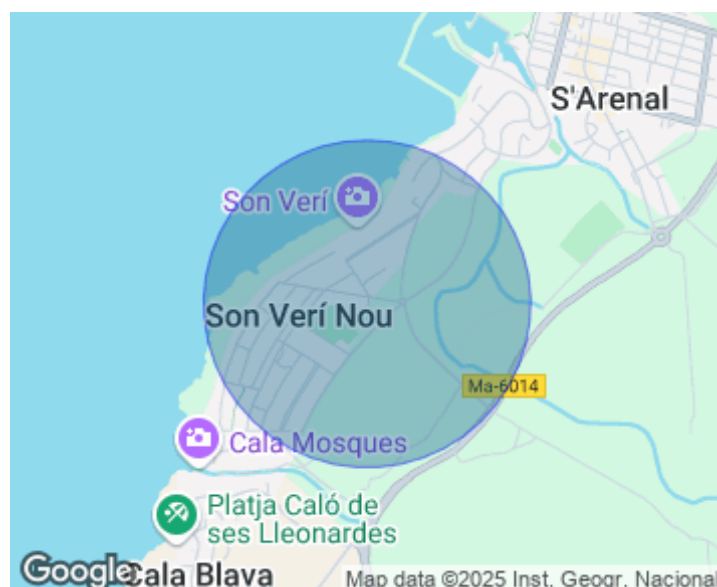 S'Arenal
Son Verí
Son Verí Nou
Ma-6014
Cala Mosques
Platja Caló de
ses Lleonardes
Google
Cala Blava
Map data ©2025 Inst. Geogr. Nacional